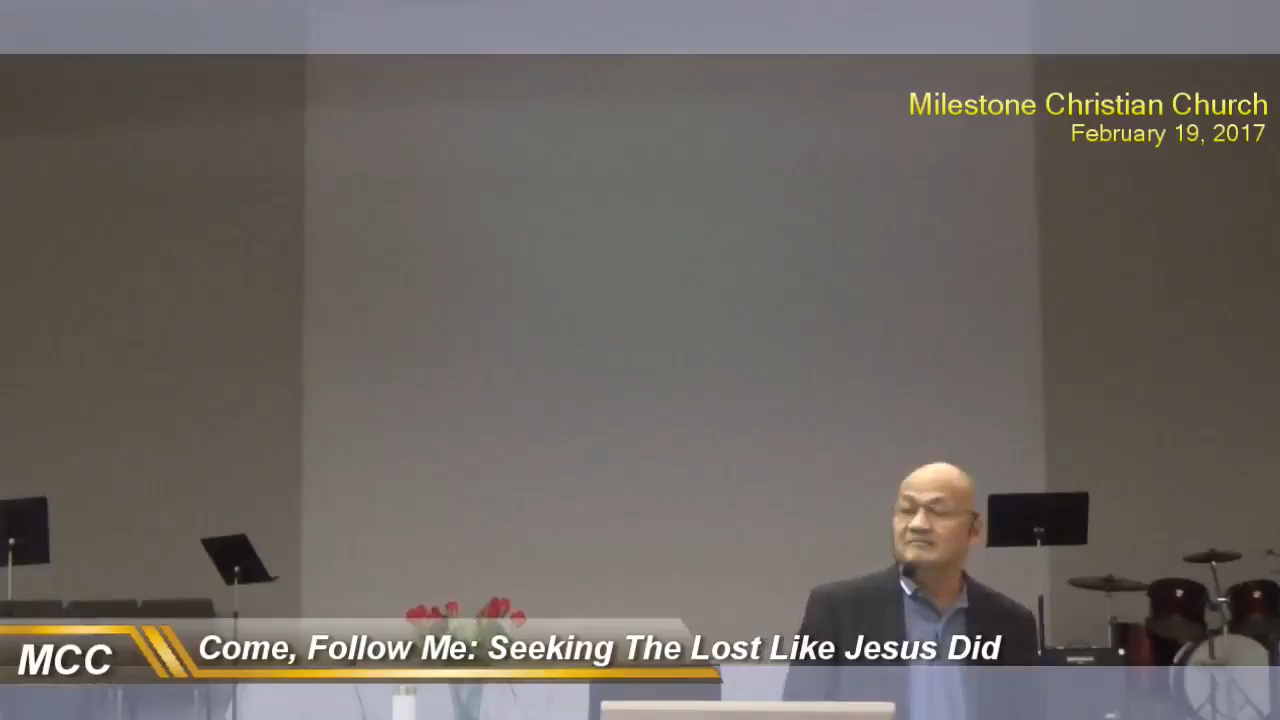 Milestone Christian Church
February 19, 2017
MCC
Come, Follow Me: Seeking The Lost Like Jesus Did